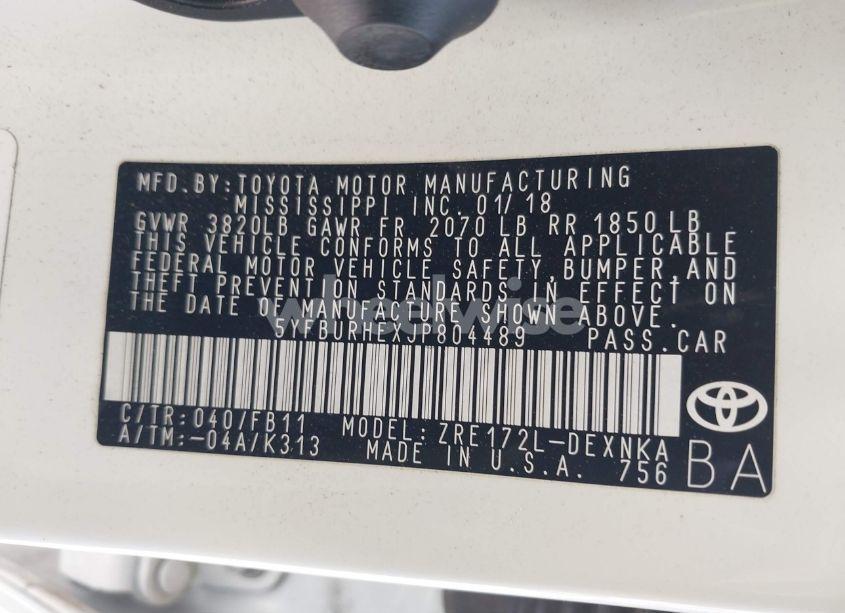 MFD.BY:TOYOTA MOTOR MANUFACTURING
MISSISSIPPI INC. 01/18
GVWR 3820LB GAWR FR 2070 LB RR 1850 LB
THIS VEHICLE CONFORMS TO ALL APPLICABLE
FEDERAL MOTOR VEHICLE SAFETY, BUMPER, AND
THEFT PREVENTION STANDARDS IN EFFECT ON
THE DATE OF MANUFACTURE SHOWN ABOVE.
wheelwise
5YFBURHEXJP804489 PASS.CAR
C/TR: 040/FB11 MODEL: ZRE172L-DEXNKA
A/TM:-04A/K313 MADE IN U.S.A. 756
BA